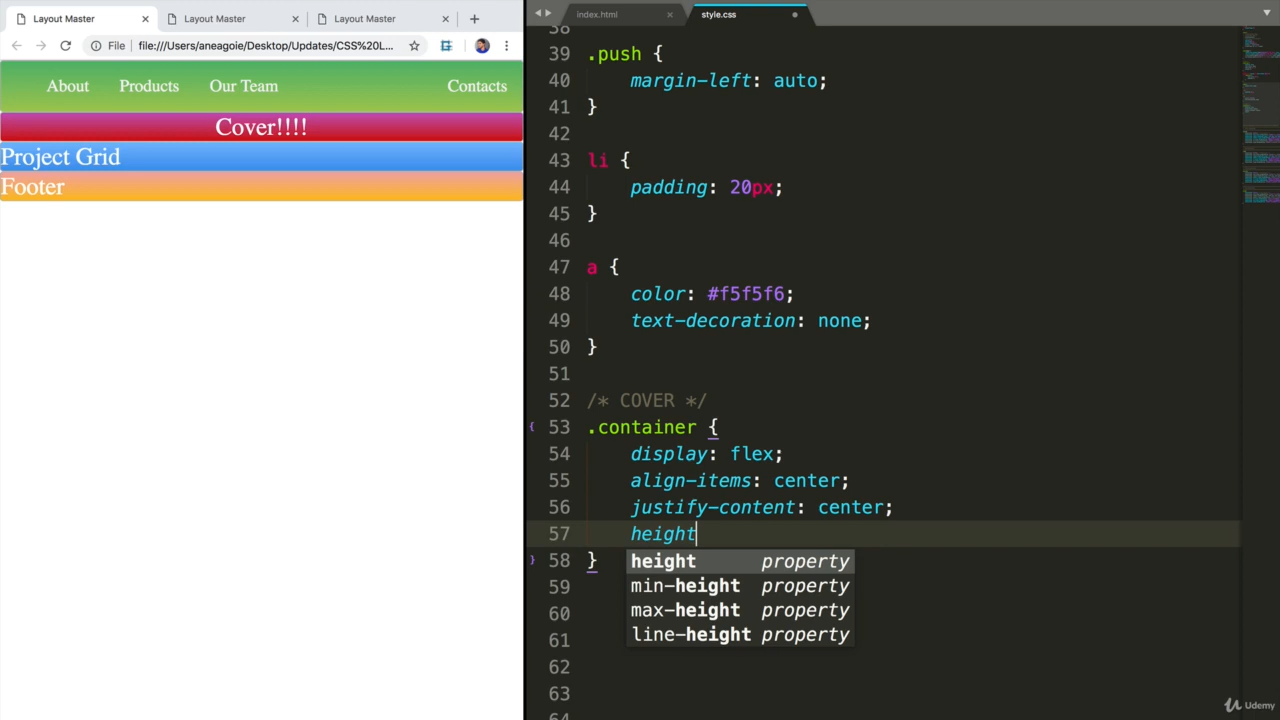 Layout Master
Layout Master
Layout Master
File file:///Users/aneagoie/Desktop/Updates/CSS%20L...
About Products Our Team Contacts
Cover!!!!
Project Grid
Footer
index.html
style.css
38
39 .push {
40 margin-left: auto;
41 }
42
43 li {
44 padding: 20px;
45 }
46
47 a {
48 color: #f5f5f6;
49 text-decoration: none;
50 }
51
52 /* COVER */
53 .container {
54 display: flex;
55 align-items: center;
56 justify-content: center;
57 height
58 }
height property
min-height property
max-height property
line-height property
59
60
61
62
63
64
Udemy